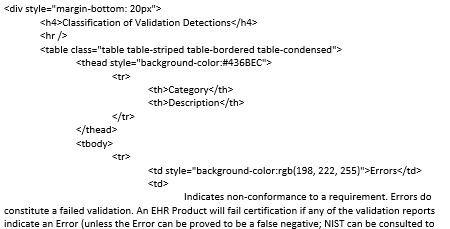 <div style="margin-bottom: 20px">
<h4>Classification of Validation Detections</h4>
<hr />
<table class="table table-striped table-bordered table-condensed">
<thead style="background-color:#436BEC">
<tr>
<th>Category</th>
<th>Description</th>
</tr>
</thead>
<tbody>
<tr>
<td style="background-color:rgb(198, 222, 255)">Errors</td>
<td>
Indicates non-conformance to a requirement. Errors do
constitute a failed validation. An EHR Product will fail certification if any of the validation reports
indicate an Error (unless the Error can be proved to be a false negative; NIST can be consulted to